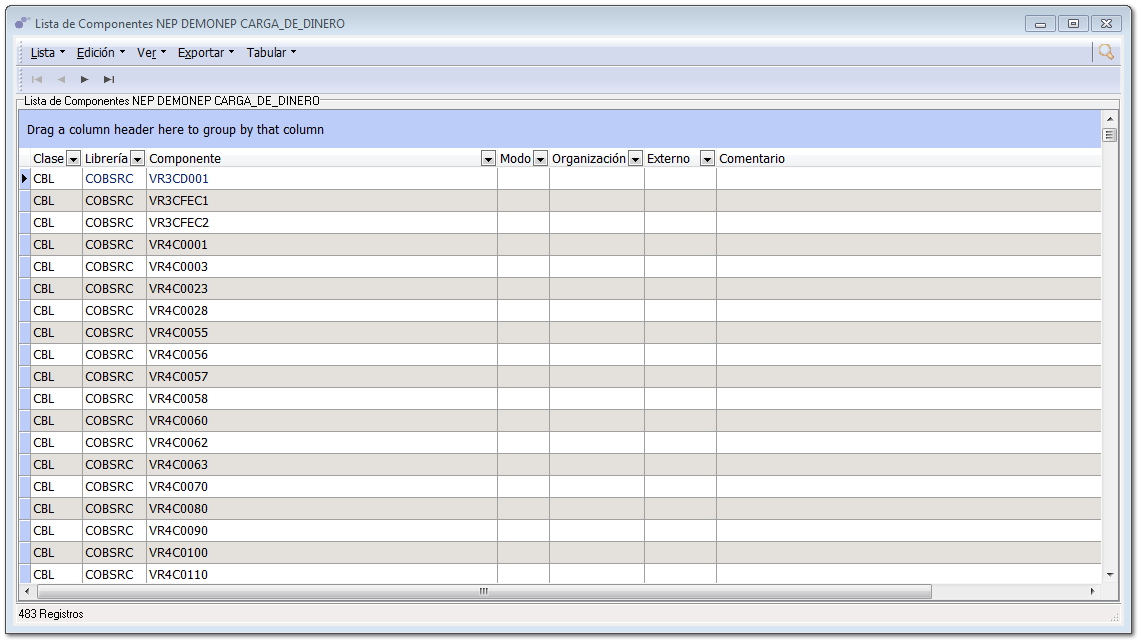 Lista de Componentes NEP DEMONEP CARGA_DE_DINERO
Lista Edición Ver Exportar Tabular
Lista de Componentes NEP DEMONEP CARGA_DE_DINERO
Drag a column header here to group by that column
Clase Librería Componente Modo Organización Externo Comentario
CBL COBSRC VR3CD001
CBL COBSRC VR3CFEC1
CBL COBSRC VR3CFEC2
CBL COBSRC VR4C0001
CBL COBSRC VR4C0003
CBL COBSRC VR4C0023
CBL COBSRC VR4C0028
CBL COBSRC VR4C0055
CBL COBSRC VR4C0056
CBL COBSRC VR4C0057
CBL COBSRC VR4C0058
CBL COBSRC VR4C0060
CBL COBSRC VR4C0062
CBL COBSRC VR4C0063
CBL COBSRC VR4C0070
CBL COBSRC VR4C0080
CBL COBSRC VR4C0090
CBL COBSRC VR4C0100
CBL COBSRC VR4C0110
483 Registros